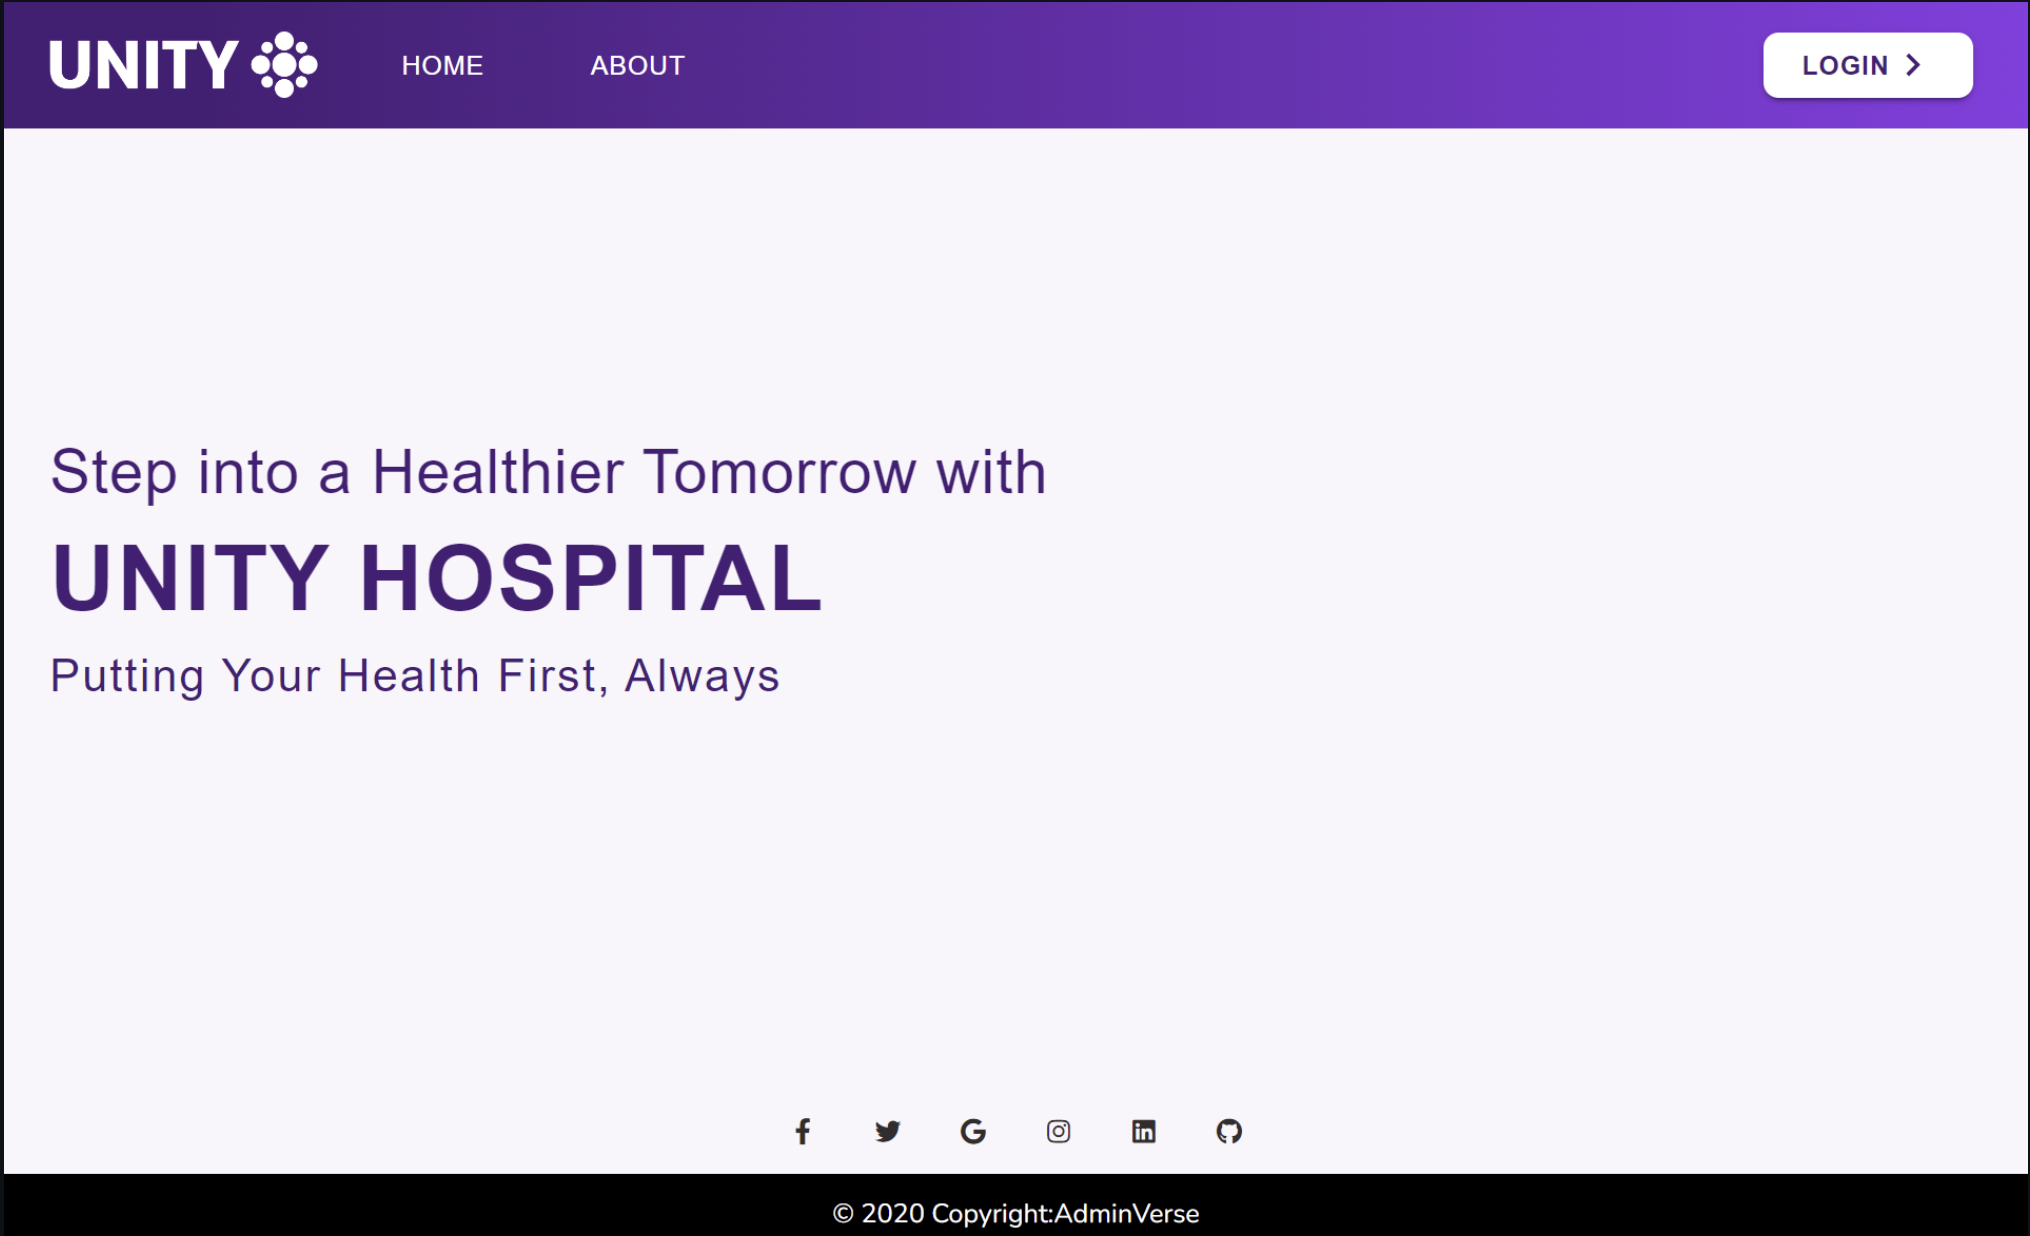 UNITY
HOME
ABOUT
LOGIN
Step into a Healthier Tomorrow with
UNITY HOSPITAL
Putting Your Health First, Always
© 2020 Copyright:AdminVerse